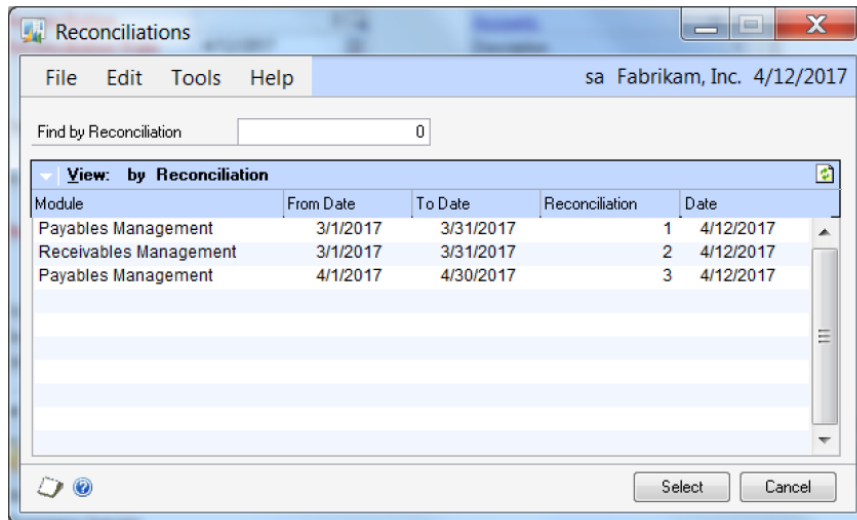 Reconciliations
File Edit Tools Help sa Fabrikam, Inc. 4/12/2017
Find by Reconciliation 0
View: by Reconciliation
Module From Date To Date Reconciliation Date
Payables Management 3/1/2017 3/31/2017 1 4/12/2017
Receivables Management 3/1/2017 3/31/2017 2 4/12/2017
Payables Management 4/1/2017 4/30/2017 3 4/12/2017
Select Cancel